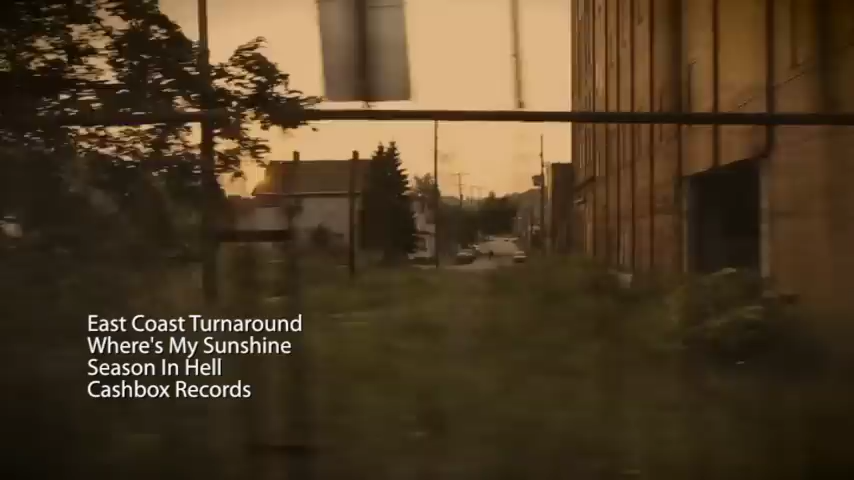 East Coast Turnaround
Where's My Sunshine
Season In Hell
Cashbox Records